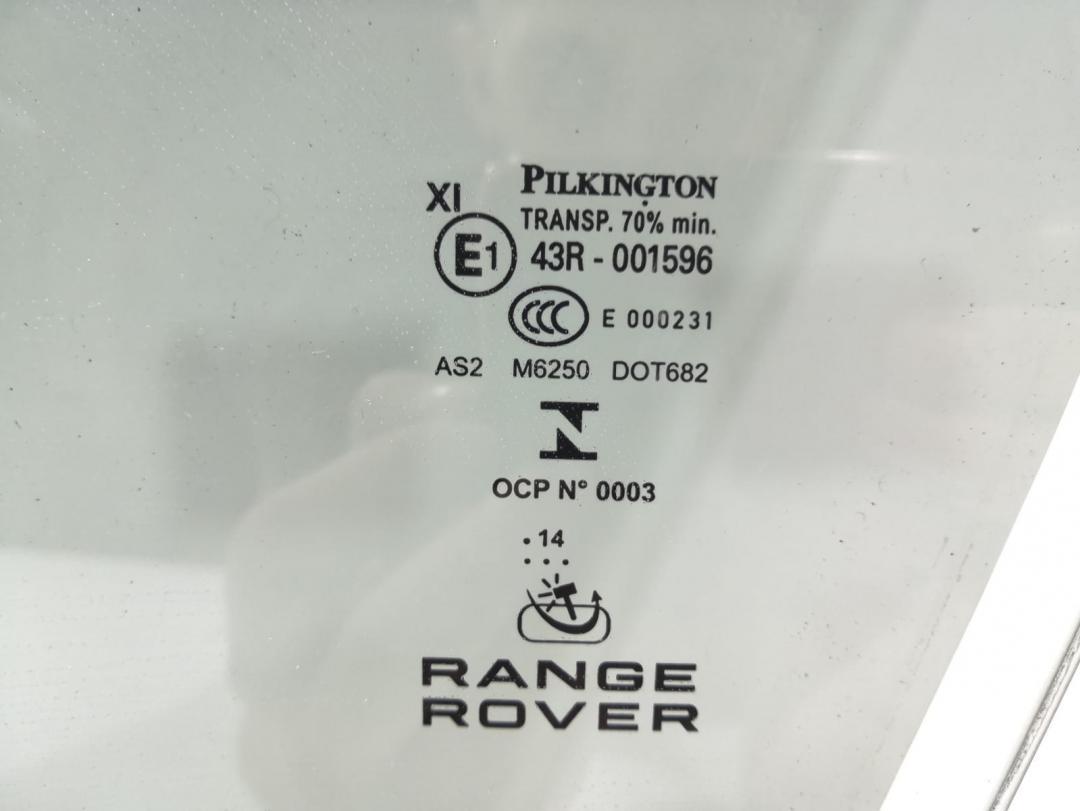 PILKINGTON
XI
TRANSP. 70% min.
E1 43R - 001596
CCC E 000231
AS2 M6250 DOT682
N
OCP N° 0003
. 14
...
RANGE
ROVER